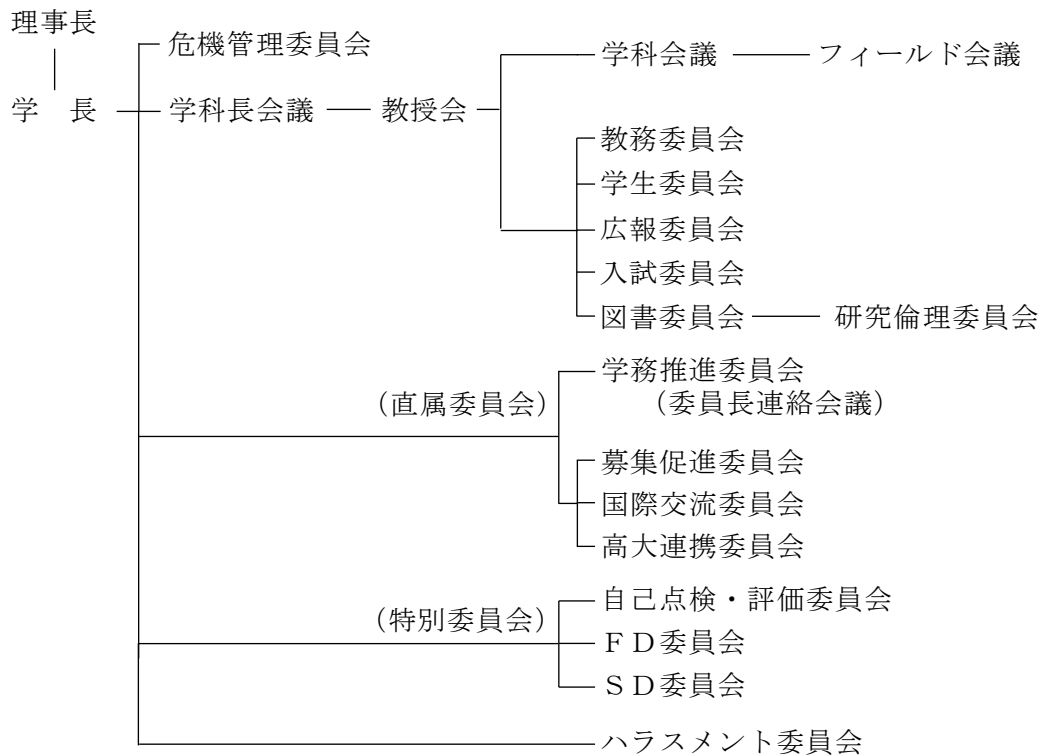 理事長
危機管理委員会
学科会議
フィールド会議
学　長
学科長会議
教授会
教務委員会
学生委員会
広報委員会
入試委員会
図書委員会
研究倫理委員会
学務推進委員会
（直属委員会）
（委員長連絡会議）
募集促進委員会
国際交流委員会
高大連携委員会
自己点検・評価委員会
（特別委員会）
ＦＤ委員会
ＳＤ委員会
ハラスメント委員会